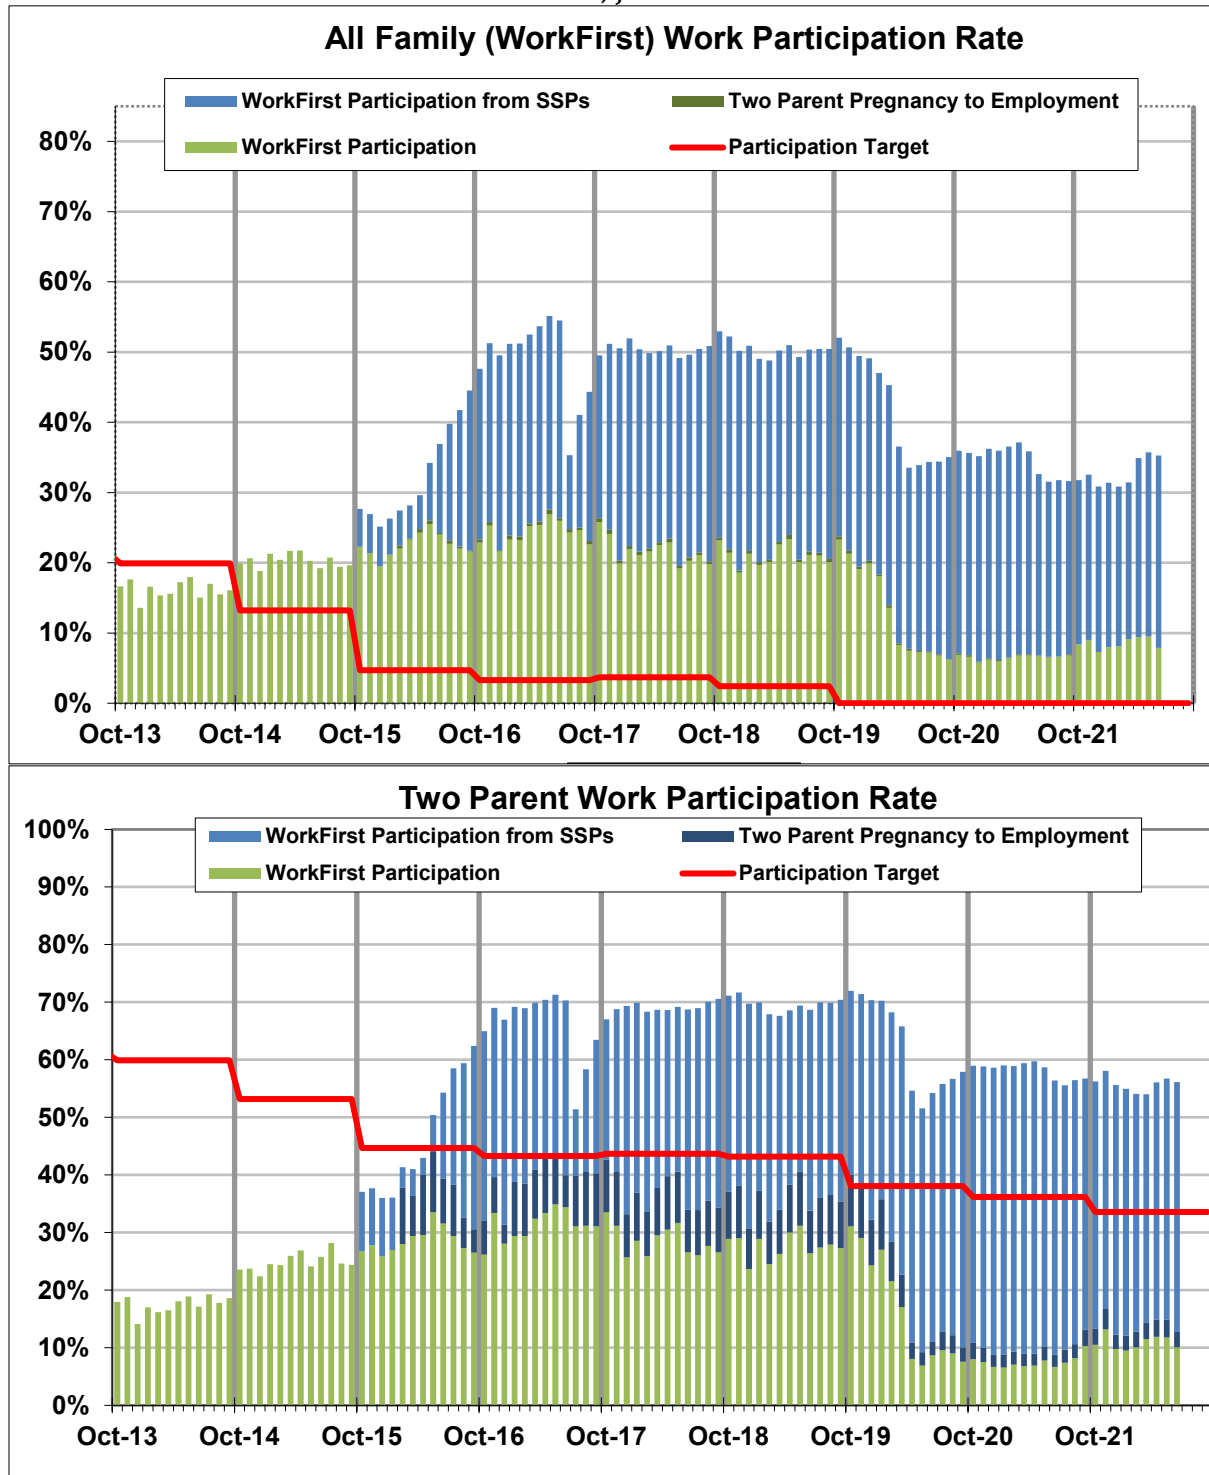 All Family (WorkFirst) Work Participation Rate
WorkFirst Participation from SSPs
Two Parent Pregnancy to Employment
WorkFirst Participation
Participation Target
80%
70%
60%
50%
40%
30%
20%
10%
0%
Oct-13 Oct-14 Oct-15 Oct-16 Oct-17 Oct-18 Oct-19 Oct-20 Oct-21
Two Parent Work Participation Rate
WorkFirst Participation from SSPs
Two Parent Pregnancy to Employment
WorkFirst Participation
Participation Target
100%
90%
80%
70%
60%
50%
40%
30%
20%
10%
0%
Oct-13 Oct-14 Oct-15 Oct-16 Oct-17 Oct-18 Oct-19 Oct-20 Oct-21